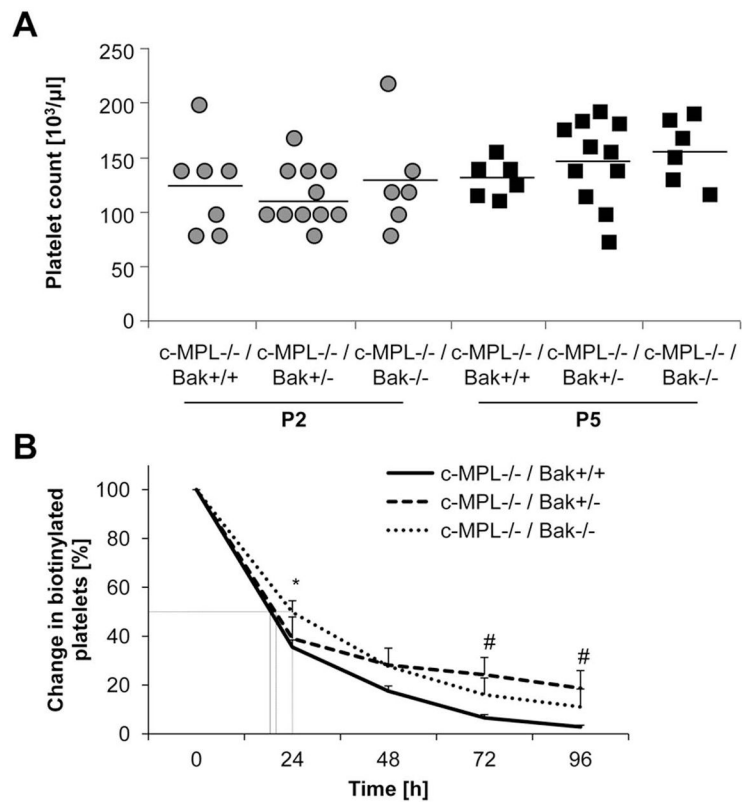 A
Platelet count [10³/µl]
250
200
150
100
50
0
c-MPL-/- / c-MPL-/- / c-MPL-/- / c-MPL-/- / c-MPL-/- / c-MPL-/- /
Bak+/+ Bak+/- Bak-/- Bak+/+ Bak+/- Bak-/-
P2 P5
B
Change in biotinylated
platelets [%]
100
80
60
40
20
0
c-MPL-/- / Bak+/+
c-MPL-/- / Bak+/-
c-MPL-/- / Bak-/-
*
#
#
0 24 48 72 96
Time [h]